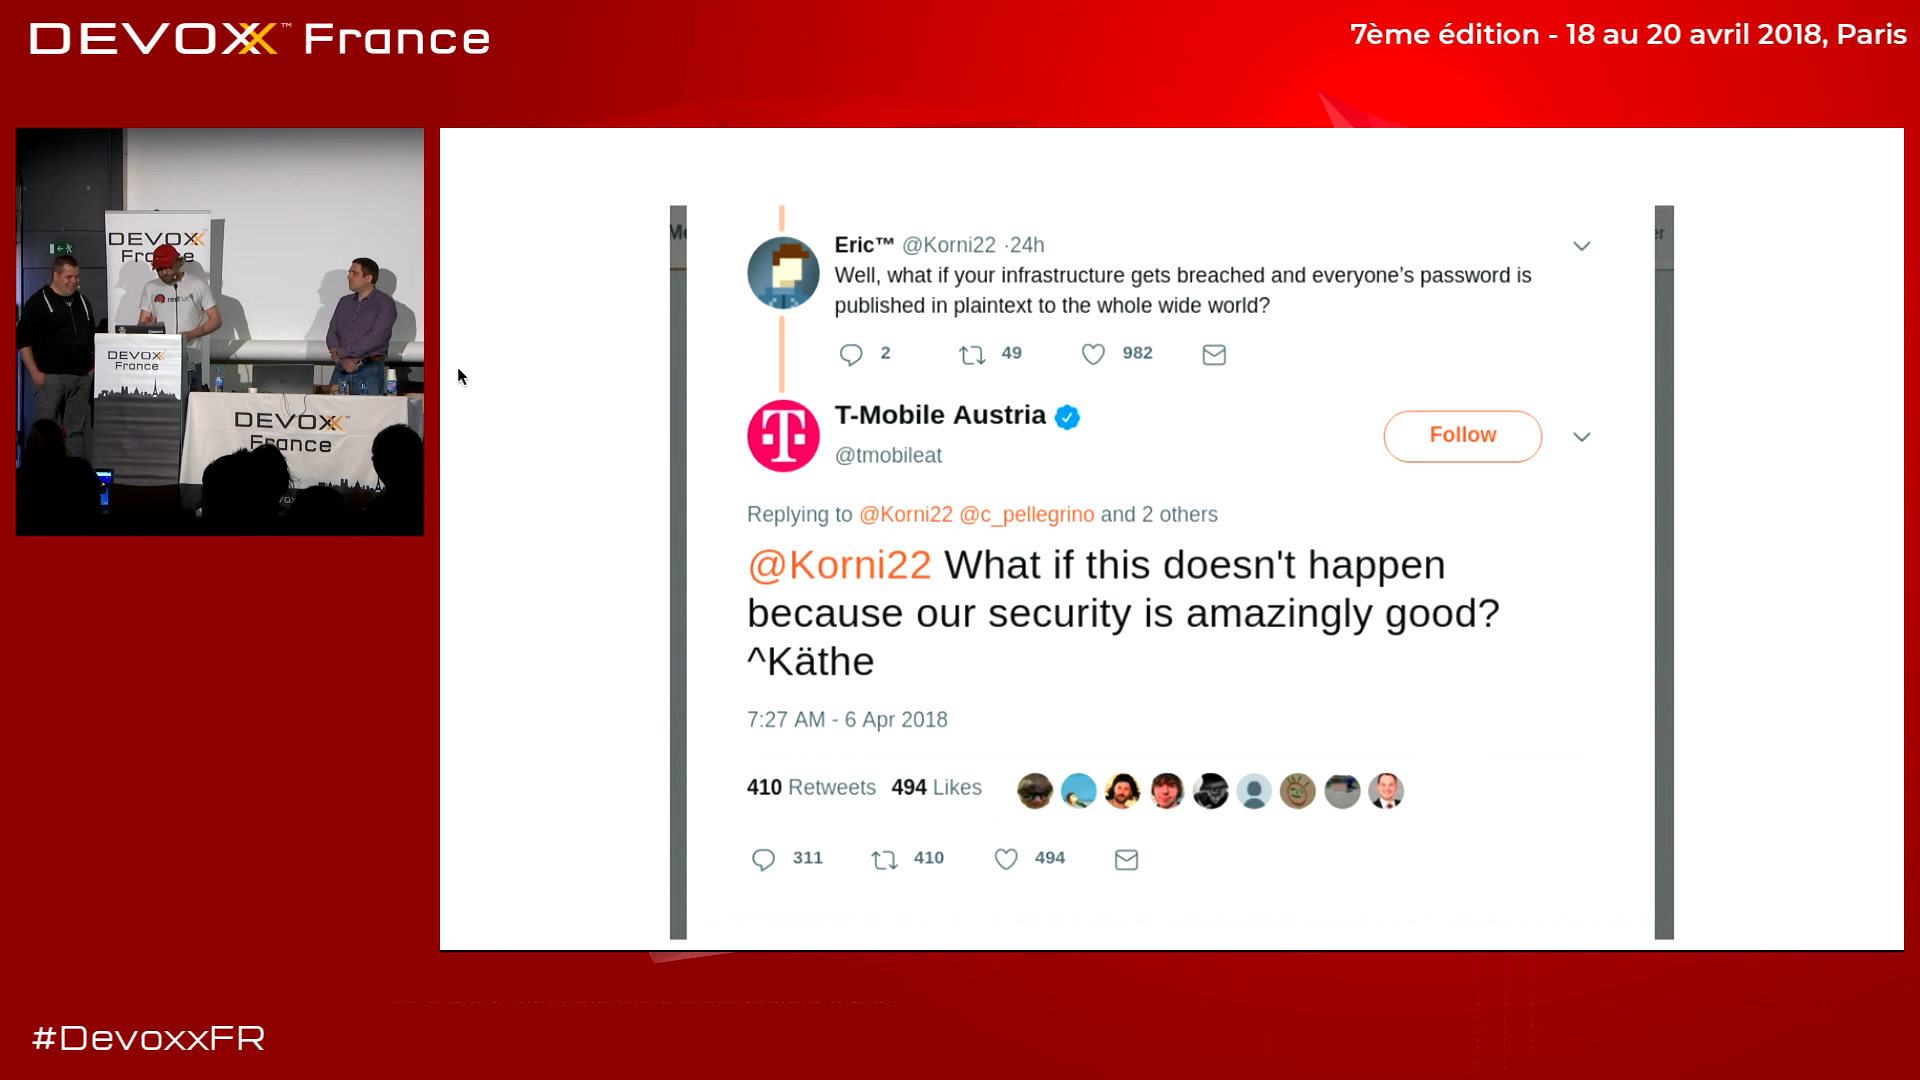 DEVOXX™ France
7ème édition - 18 au 20 avril 2018, Paris
DEVOXX
France
redhat
DEVOXX
France
DEVOXX
France
Eric™ @Korni22 ·24h
Well, what if your infrastructure gets breached and everyone’s password is
published in plaintext to the whole wide world?
2 49 982
T-Mobile Austria
@tmobileat
Follow
Replying to @Korni22 @c_pellegrino and 2 others
@Korni22 What if this doesn't happen
because our security is amazingly good?
^Käthe
7:27 AM - 6 Apr 2018
410 Retweets 494 Likes
311 410 494
#DevoxxFR